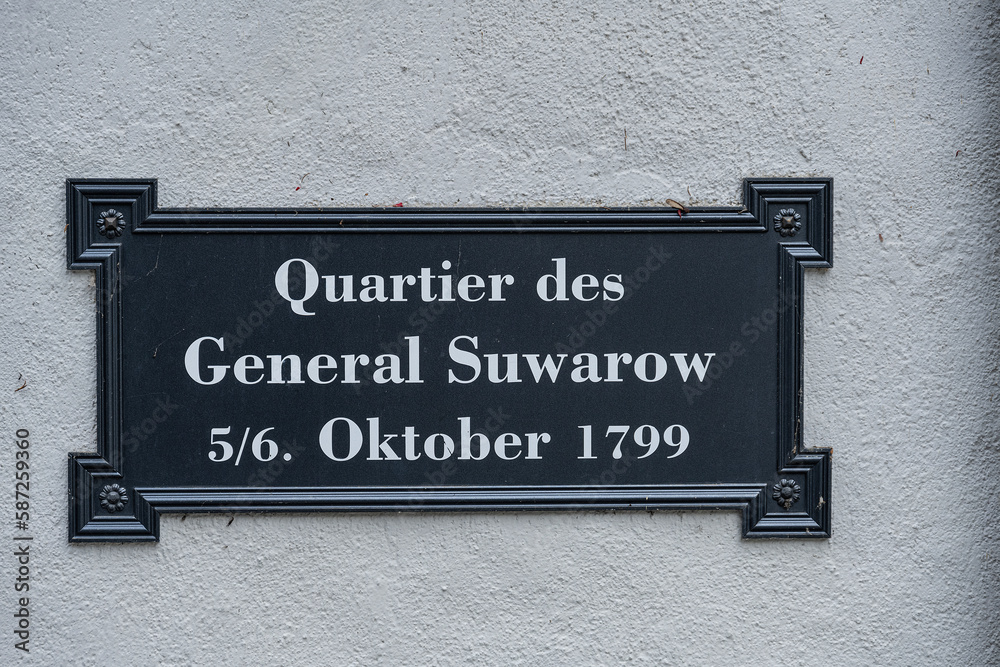 Quartier des
General Suwarow
5/6. Oktober 1799
Adobe Stock | #587259360